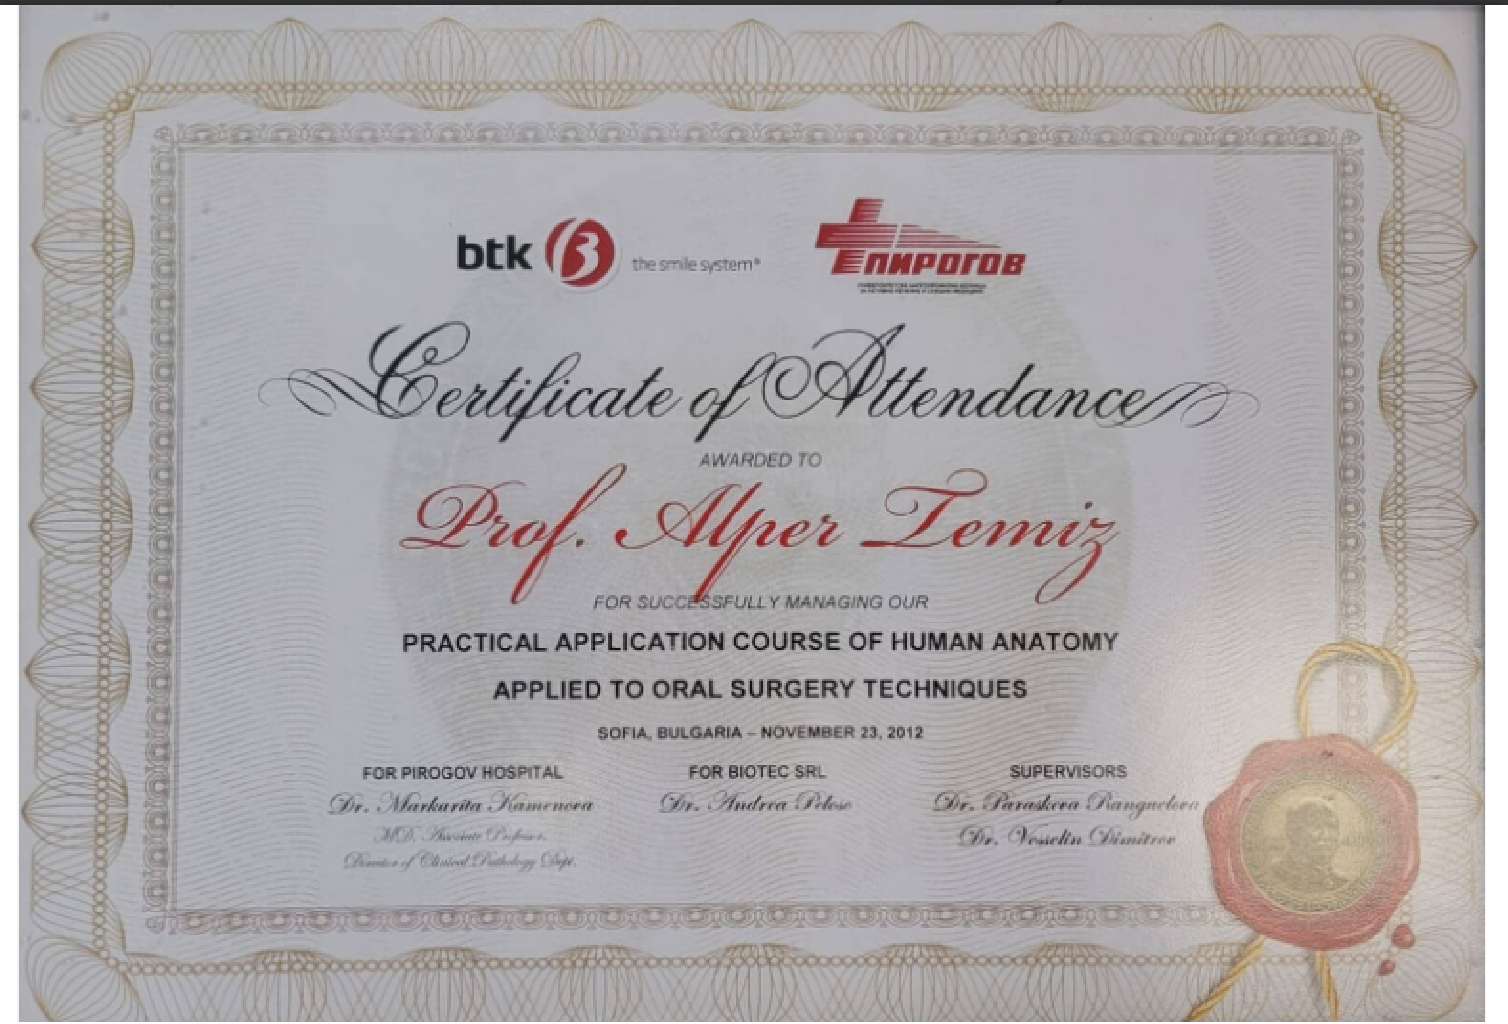 btk
the smile system®
ПИРОГОВ
Certificate of Attendance
AWARDED TO
Prof. Alper Temiz
FOR SUCCESSFULLY MANAGING OUR
PRACTICAL APPLICATION COURSE OF HUMAN ANATOMY
APPLIED TO ORAL SURGERY TECHNIQUES
SOFIA, BULGARIA – NOVEMBER 23, 2012
FOR PIROGOV HOSPITAL
Dr. Markarita Kamenova
MD. Associate Professor.
Director of Clinical Pathology Dept.
FOR BIOTEC SRL
Dr. Andrea Peloso
SUPERVISORS
Dr. Paraskeva Ranguelova
Dr. Vesselin Dimitrov